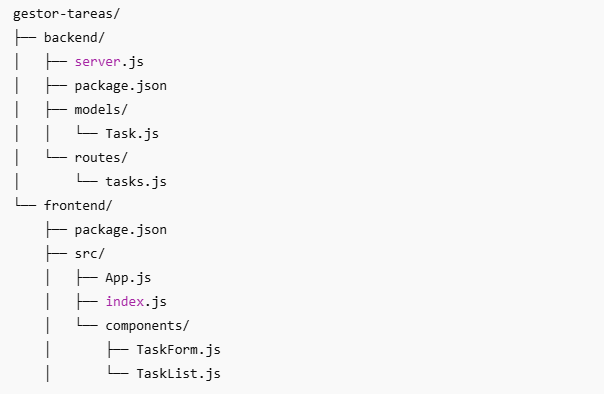 gestor-tareas/
├── backend/
│   ├── server.js
│   ├── package.json
│   ├── models/
│   │   └── Task.js
│   └── routes/
│       └── tasks.js
└── frontend/
    ├── package.json
    ├── src/
    │   ├── App.js
    │   ├── index.js
    │   └── components/
    │       ├── TaskForm.js
    │       └── TaskList.js